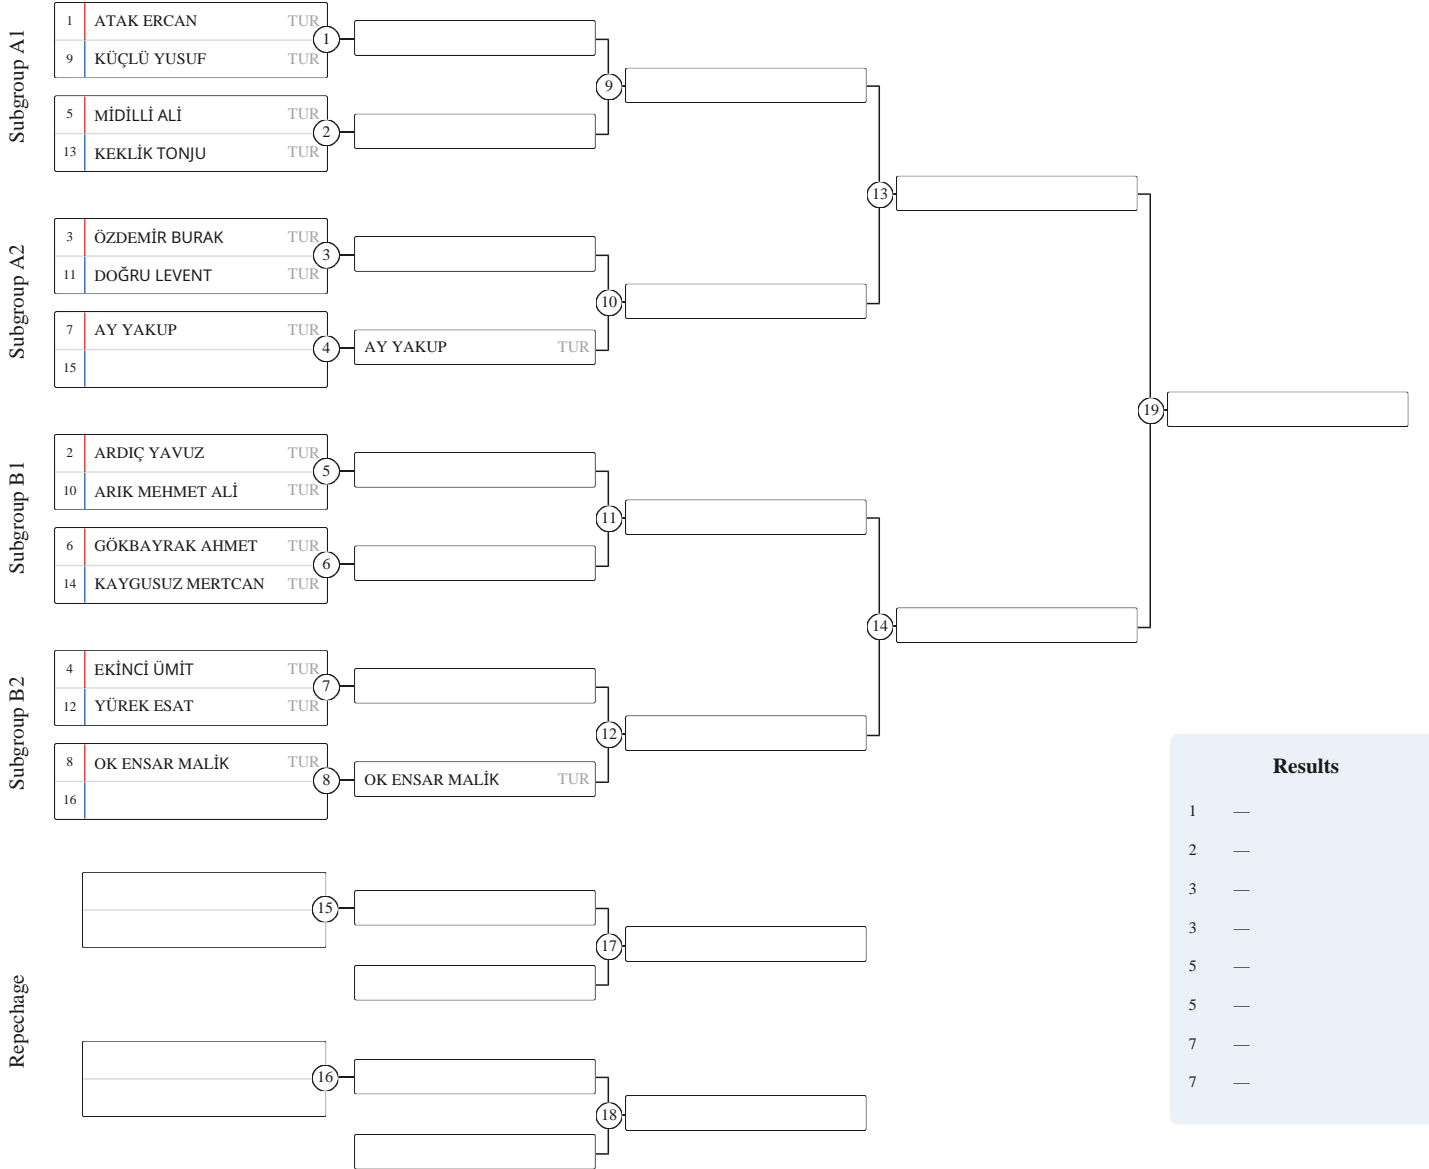 Subgroup A1
1 ATAK ERCAN TUR
9 KÜÇLÜ YUSUF TUR
1
5 MİDİLLİ ALİ TUR
13 KEKLİK TONJU TUR
2
9
13
Subgroup A2
3 ÖZDEMİR BURAK TUR
11 DOĞRU LEVENT TUR
3
7 AY YAKUP TUR
15
4
AY YAKUP TUR
10
19
Subgroup B1
2 ARDIÇ YAVUZ TUR
10 ARIK MEHMET ALİ TUR
5
6 GÖKBAYRAK AHMET TUR
14 KAYGUSUZ MERTCAN TUR
6
11
14
Subgroup B2
4 EKİNCİ ÜMİT TUR
12 YÜREK ESAT TUR
7
8 OK ENSAR MALİK TUR
16
8
OK ENSAR MALİK TUR
12
Repechage
15
17
16
18
Results
1 —
2 —
3 —
3 —
5 —
5 —
7 —
7 —